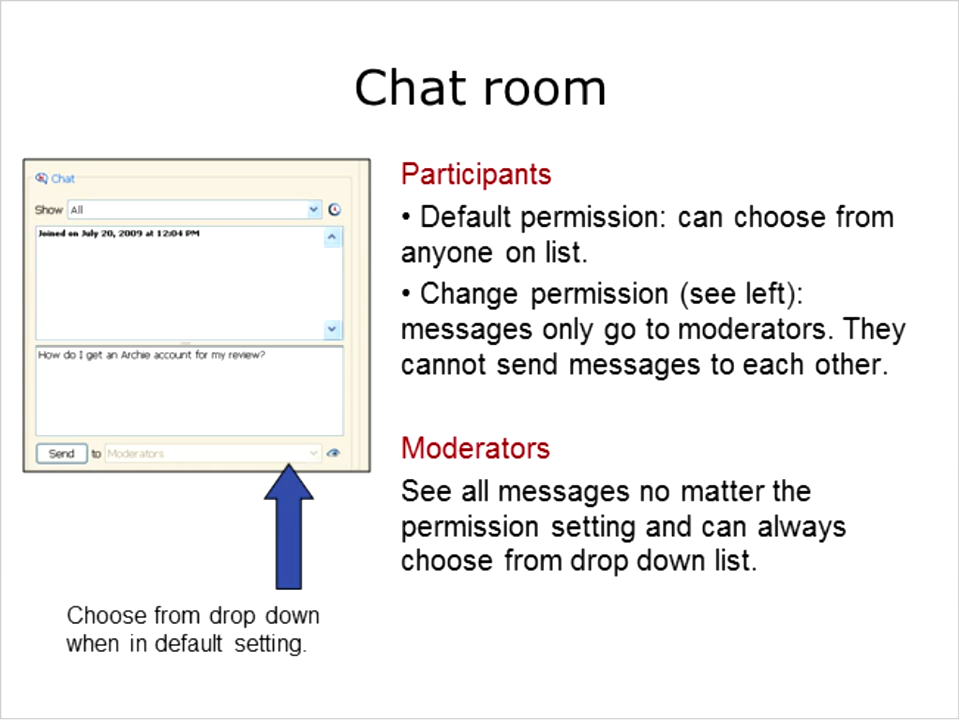 Chat room
Chat
Show All
Joined on July 20, 2009 at 12:04 PM
How do I get an Archie account for my review?
Send to Moderators
Choose from drop down
when in default setting.
Participants
• Default permission: can choose from
anyone on list.
• Change permission (see left):
messages only go to moderators. They
cannot send messages to each other.
Moderators
See all messages no matter the
permission setting and can always
choose from drop down list.